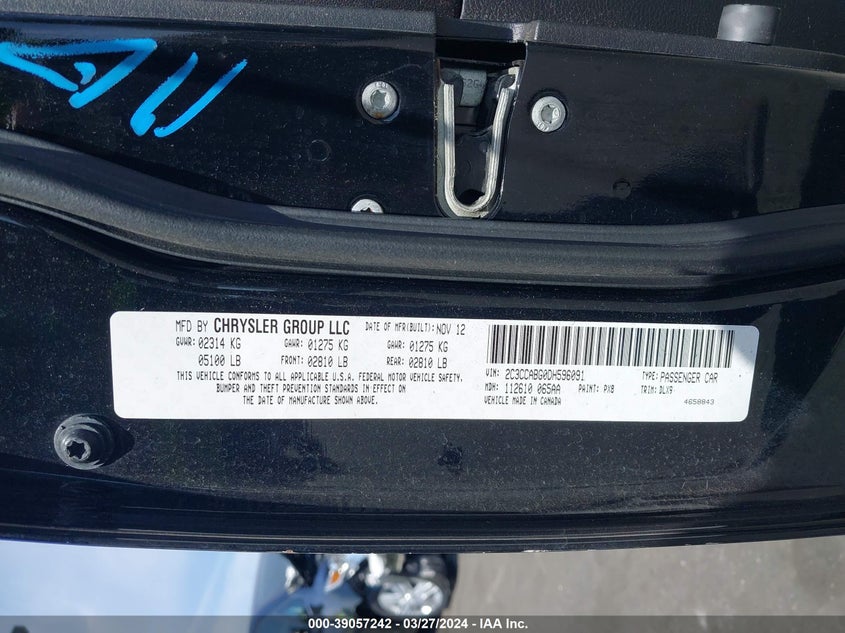 MFD BY CHRYSLER GROUP LLC DATE OF MFR(BUILT): NOV 12
GVWR: 02314 KG GAWR: 01275 KG GAWR: 01275 KG
05100 LB FRONT: 02810 LB REAR: 02810 LB
THIS VEHICLE CONFORMS TO ALL APPLICABLE U.S.A. FEDERAL MOTOR VEHICLE SAFETY,
BUMPER AND THEFT PREVENTION STANDARDS IN EFFECT ON
THE DATE OF MANUFACTURE SHOWN ABOVE.
VIN: 2C3CCABG0DH596091 TYPE: PASSENGER CAR
MDH: 112610 065AA PAINT: PX8 TRIM: DLX9
VEHICLE MADE IN CANADA 4658843
000-39057242 - 03/27/2024 - IAA Inc.